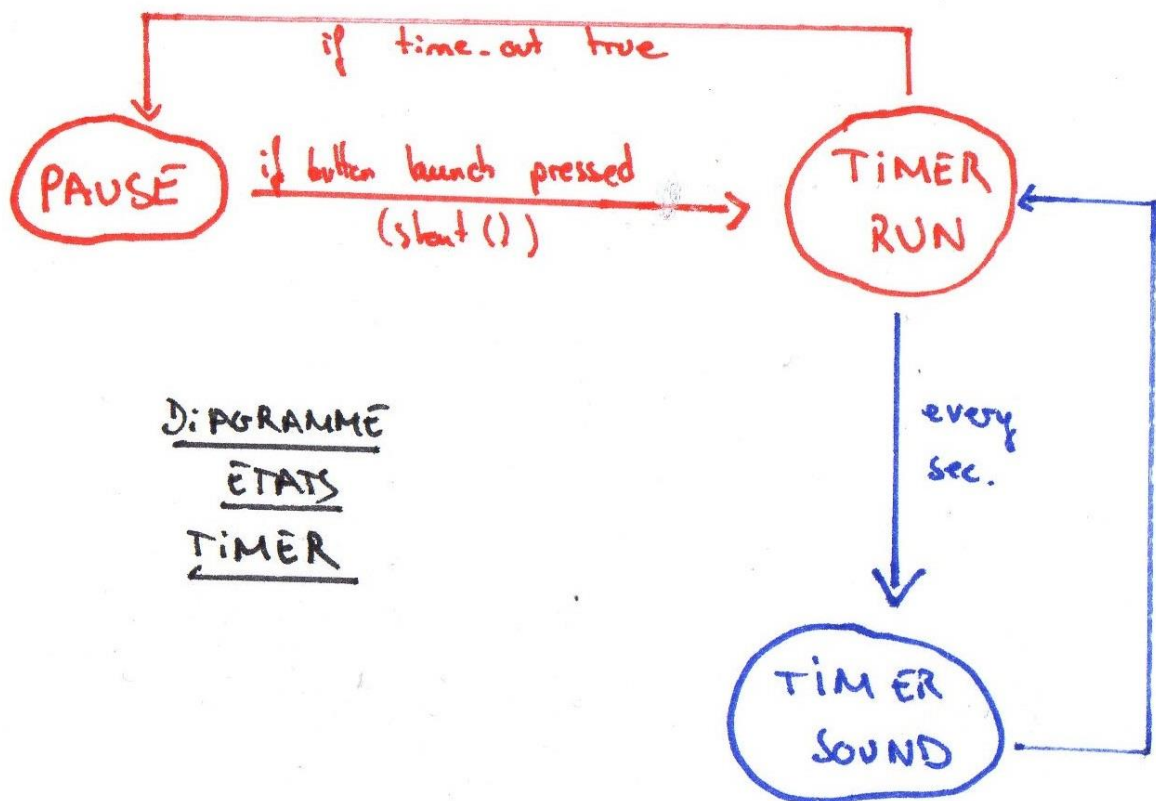 if time-out true
PAUSE
if button launch pressed
(start())
TiMER
RUN
every
sec.
DiAGRAMME
ETATS
TiMER
TiMER
SOUND